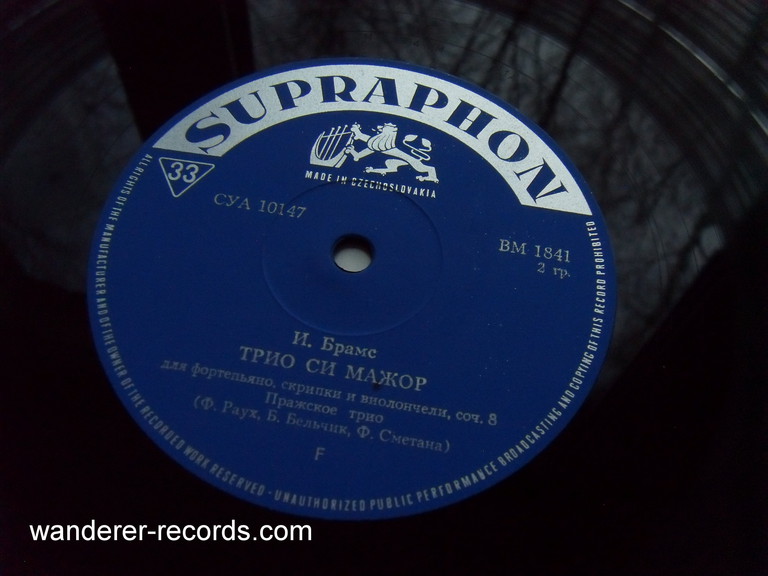 SUPRAPHON
MADE IN CZECHOSLOVAKIA
33
СУА 10147
ВМ 1841
2 гр.
И. Брамс
ТРИО СИ МАЖОР
для фортепьяно, скрипки и виолончели, соч. 8
Пражское трио
(Ф. Раух, Б. Бельчик, Ф. Сметана)
F
ALL RIGHTS OF THE MANUFACTURER AND OF THE OWNER OF THE RECORDED WORK RESERVED - UNAUTHORIZED PUBLIC PERFORMANCE BROADCASTING AND COPYING OF THIS RECORD PROHIBITED
wanderer-records.com